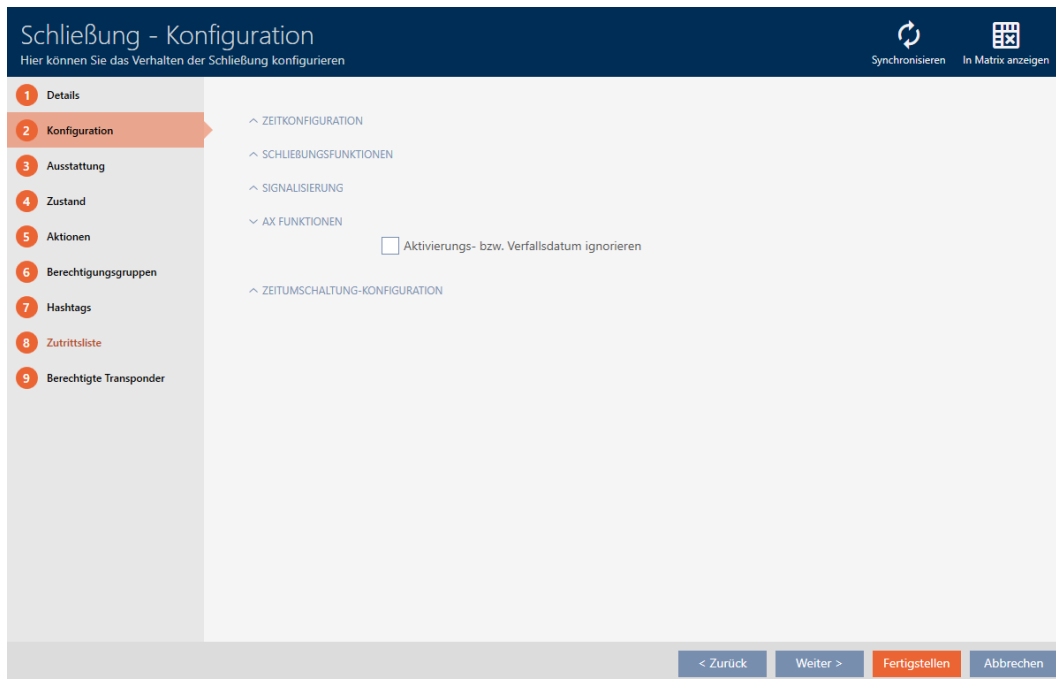 Schließung - Konfiguration
Hier können Sie das Verhalten der Schließung konfigurieren
Synchronisieren
In Matrix anzeigen
1 Details
2 Konfiguration
3 Ausstattung
4 Zustand
5 Aktionen
6 Berechtigungsgruppen
7 Hashtags
8 Zutrittsliste
9 Berechtigte Transponder
ZEITKONFIGURATION
SCHLIEßUNGSFUNKTIONEN
SIGNALISIERUNG
AX FUNKTIONEN
Aktivierungs- bzw. Verfallsdatum ignorieren
ZEITUMSCHALTUNG-KONFIGURATION
< Zurück
Weiter >
Fertigstellen
Abbrechen